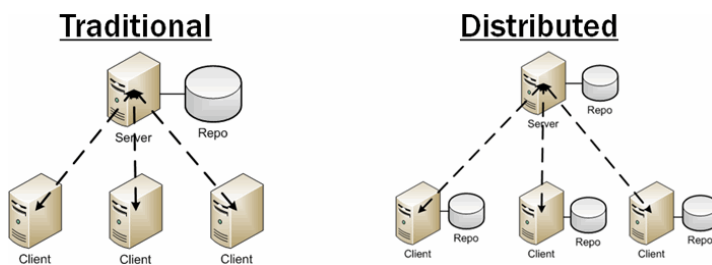 Traditional
Server
Repo
Client
Client
Client
Distributed
Server
Repo
Client
Repo
Client
Repo
Client
Repo